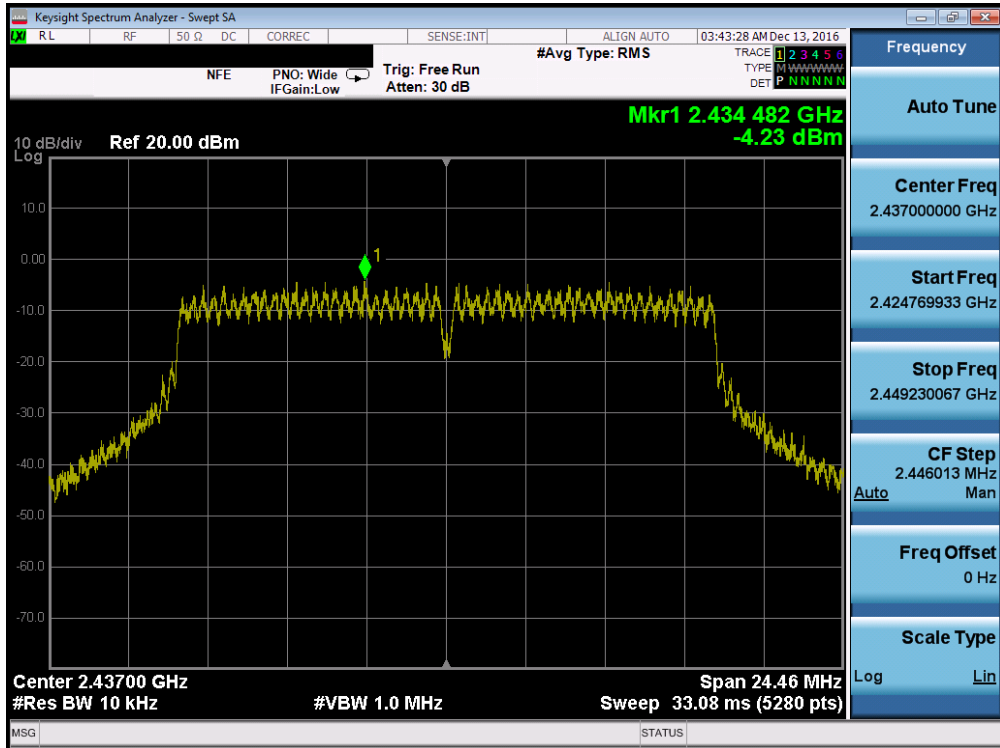 Keysight Spectrum Analyzer - Swept SA
LXI RL RF 50 Ω DC CORREC SENSE:INT ALIGN AUTO 03:43:28 AM Dec 13, 2016
#Avg Type: RMS TRACE 1 2 3 4 5 6
NFE PNO: Wide Trig: Free Run TYPE M WWWWW
IFGain:Low Atten: 30 dB DET P N N N N N
Mkr1 2.434 482 GHz
-4.23 dBm
10 dB/div Ref 20.00 dBm
Log
10.0
0.00
-10.0
-20.0
-30.0
-40.0
-50.0
-60.0
-70.0
1
Center 2.43700 GHz Span 24.46 MHz
#Res BW 10 kHz #VBW 1.0 MHz Sweep 33.08 ms (5280 pts)
MSG STATUS
Frequency
Auto Tune
Center Freq
2.437000000 GHz
Start Freq
2.424769933 GHz
Stop Freq
2.449230067 GHz
CF Step
2.446013 MHz
Auto Man
Freq Offset
0 Hz
Scale Type
Log Lin